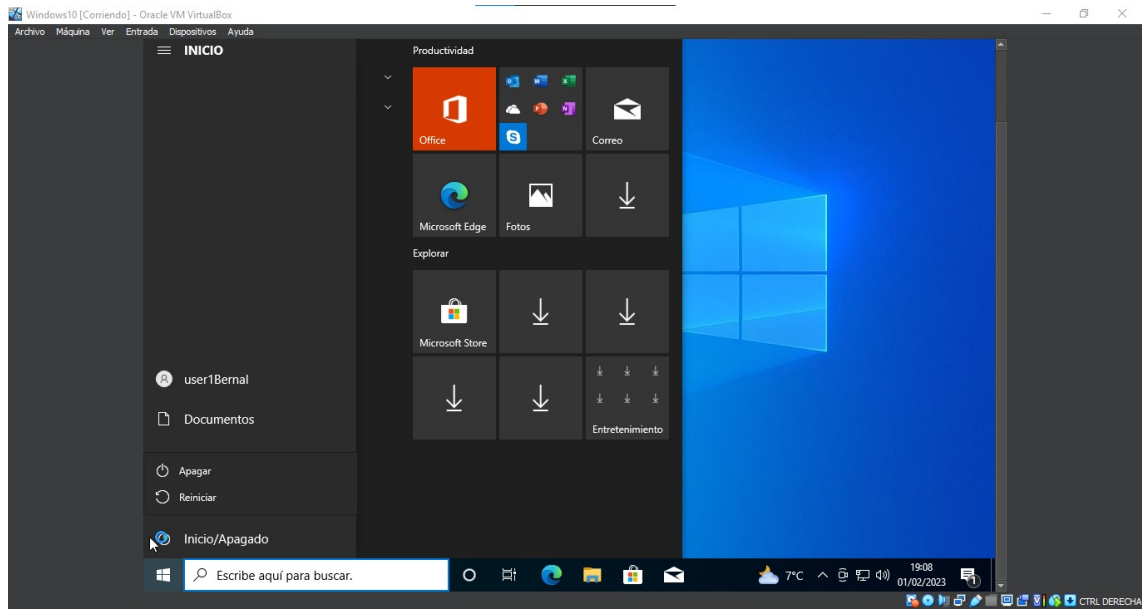 Windows10 [Corriendo] - Oracle VM VirtualBox
Archivo Máquina Ver Entrada Dispositivos Ayuda
INICIO
Productividad
Office
Correo
Microsoft Edge
Fotos
Explorar
Microsoft Store
Entretenimiento
user1Bernal
Documentos
Apagar
Reiniciar
Inicio/Apagado
Escribe aquí para buscar.
7°C
19:08
01/02/2023
1
CTRL DERECHA